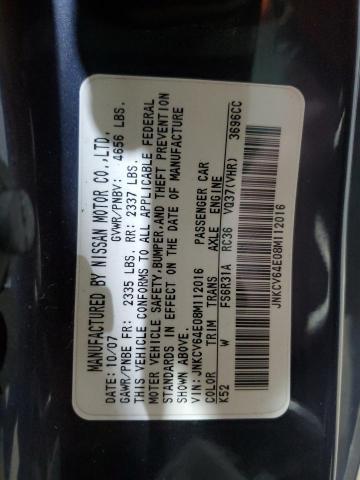 MANUFACTURED BY NISSAN MOTOR CO.,LTD.
10/07 GVWR/PNBV: 4656 LBS.
GAWR/PNBE FR: 2335 LBS. RR: 2337 LBS.
THIS VEHICLE CONFORMS TO ALL APPLICABLE FEDERAL
MOTOR VEHICLE SAFETY,BUMPER,AND THEFT PREVENTION
STANDARDS IN EFFECT ON THE DATE OF MANUFACTURE
SHOWN ABOVE.
VIN:JNKCV64E08M112016 PASSENGER CAR
COLOR TRIM TRANS AXLE ENGINE
K52 W FS6R31A RC36 VQ37(VHR) 3696CC
JNKCV64E08M112016